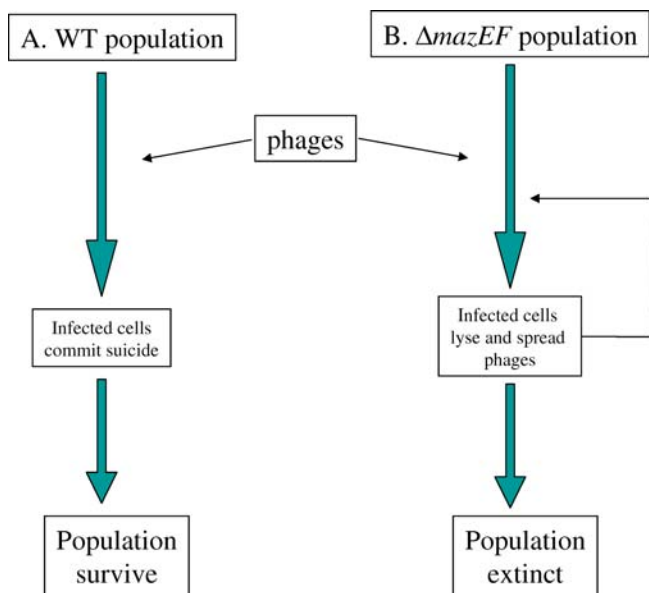 A. WT population
B. ΔmazEF population
phages
Infected cells
commit suicide
Infected cells
lyse and spread
phages
Population
survive
Population
extinct